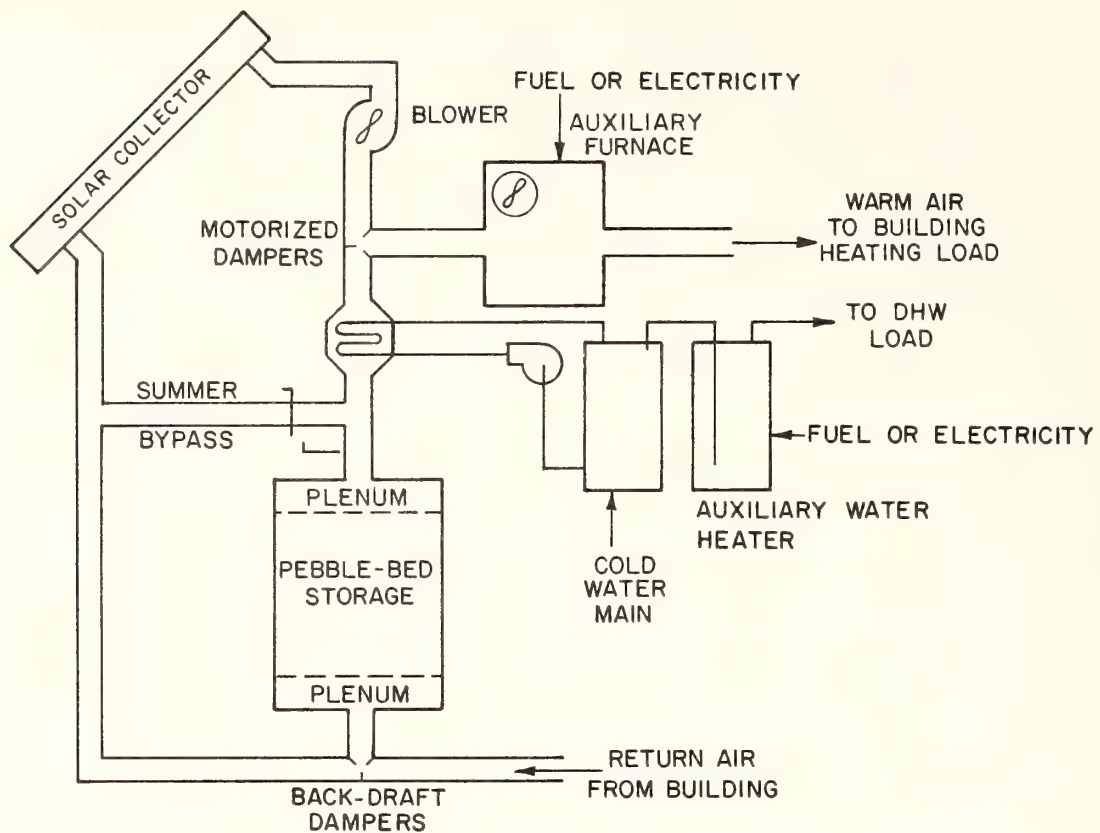 SOLAR COLLECTOR
BLOWER
FUEL OR ELECTRICITY
AUXILIARY
FURNACE
MOTORIZED
DAMPERS
WARM AIR
TO BUILDING
HEATING LOAD
TO DHW
LOAD
SUMMER
BYPASS
FUEL OR ELECTRICITY
PLENUM
AUXILIARY WATER
HEATER
PEBBLE-BED
STORAGE
COLD
WATER
MAIN
PLENUM
RETURN AIR
FROM BUILDING
BACK-DRAFT
DAMPERS